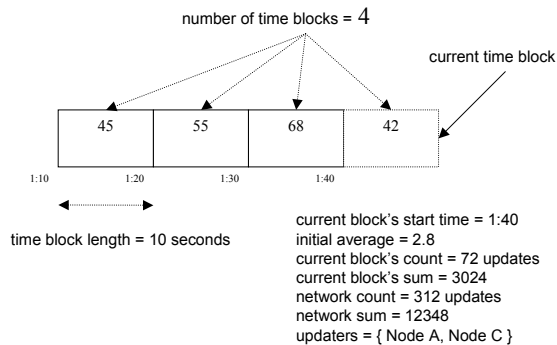 number of time blocks = 4
current time block
45 55 68 42
1:10 1:20 1:30 1:40
time block length = 10 seconds
current block's start time = 1:40
initial average = 2.8
current block's count = 72 updates
current block's sum = 3024
network count = 312 updates
network sum = 12348
updaters = { Node A, Node C }